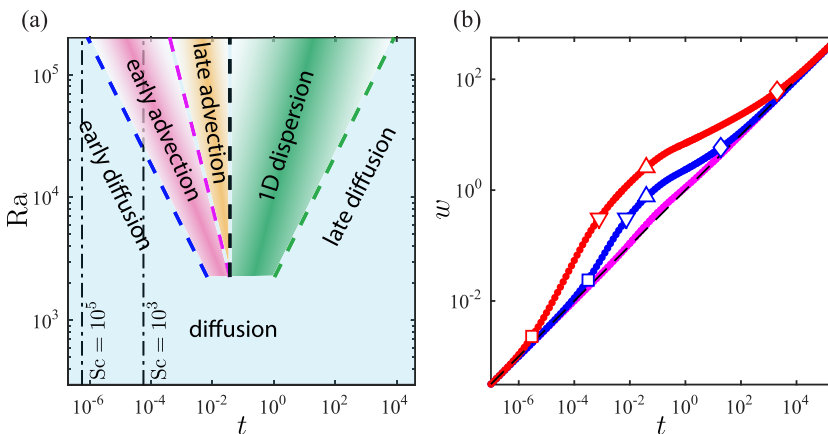 (a)
10^5
10^4
10^3
Ra
early diffusion
early advection
late advection
1D dispersion
late diffusion
diffusion
Sc = 10^5
Sc = 10^3
10^-6
10^-4
10^-2
10^0
10^2
10^4
t
(b)
10^2
10^0
10^-2
w
10^-6
10^-4
10^-2
10^0
10^2
10^4
t